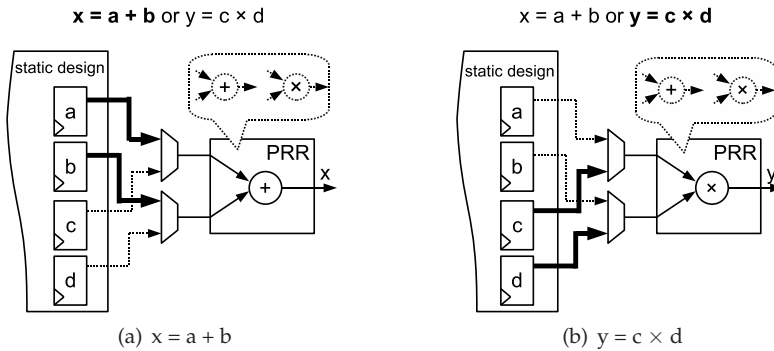 x = a + b or y = c × d
static design
a
b
c
d
+
×
PRR
+
x
(a) x = a + b
x = a + b or y = c × d
static design
a
b
c
d
+
×
PRR
×
y
(b) y = c × d